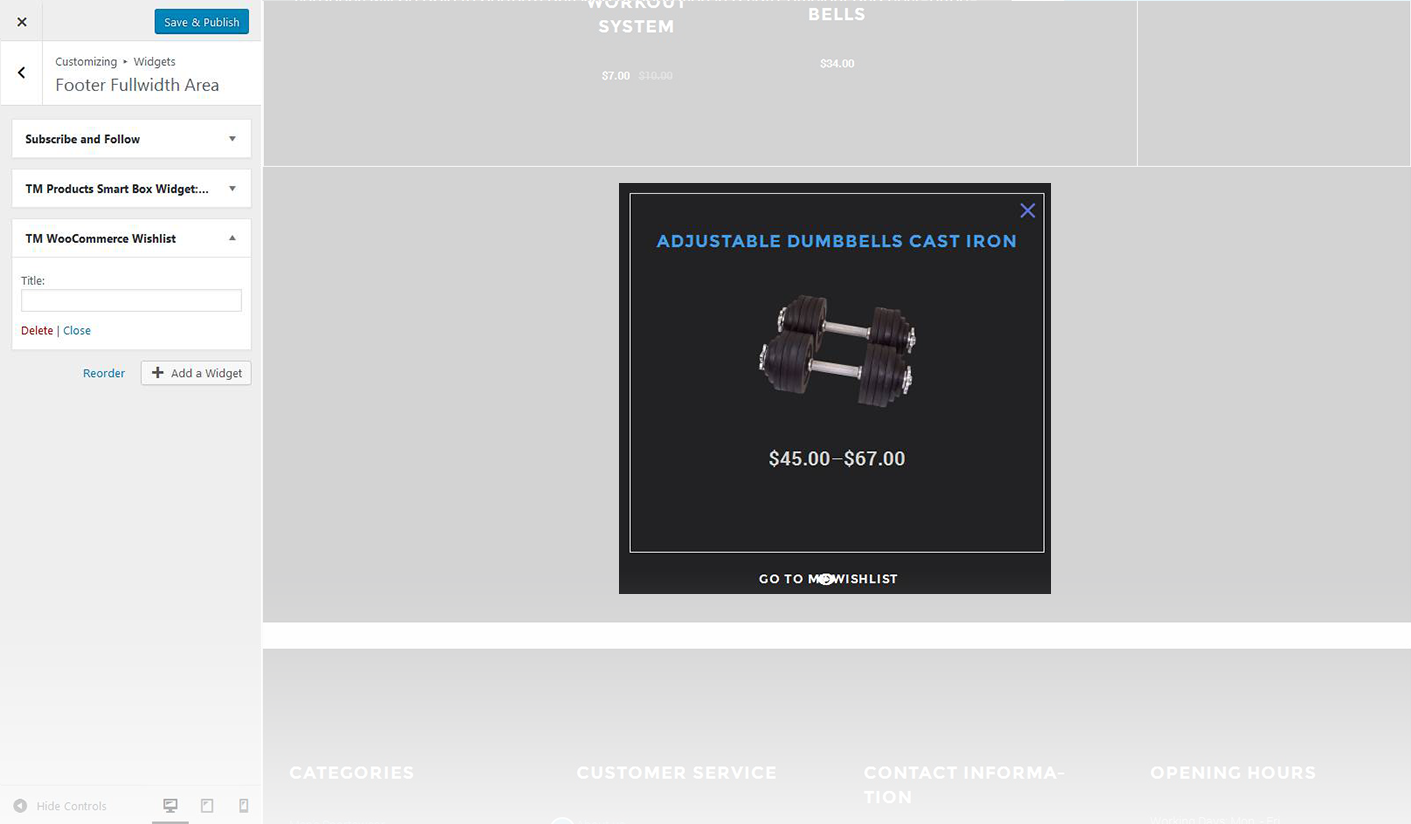 Save & Publish
Customizing ▸ Widgets
Footer Fullwidth Area
Subscribe and Follow
TM Products Smart Box Widget:...
TM WooCommerce Wishlist
Title:
Delete | Close
Reorder
Add a Widget
Hide Controls
WORKOUT
SYSTEM
$7.00 $10.00
BELLS
$34.00
ADJUSTABLE DUMBBELLS CAST IRON
$45.00–$67.00
GO TO MY WISHLIST
CATEGORIES
CUSTOMER SERVICE
CONTACT INFORMA-
TION
OPENING HOURS